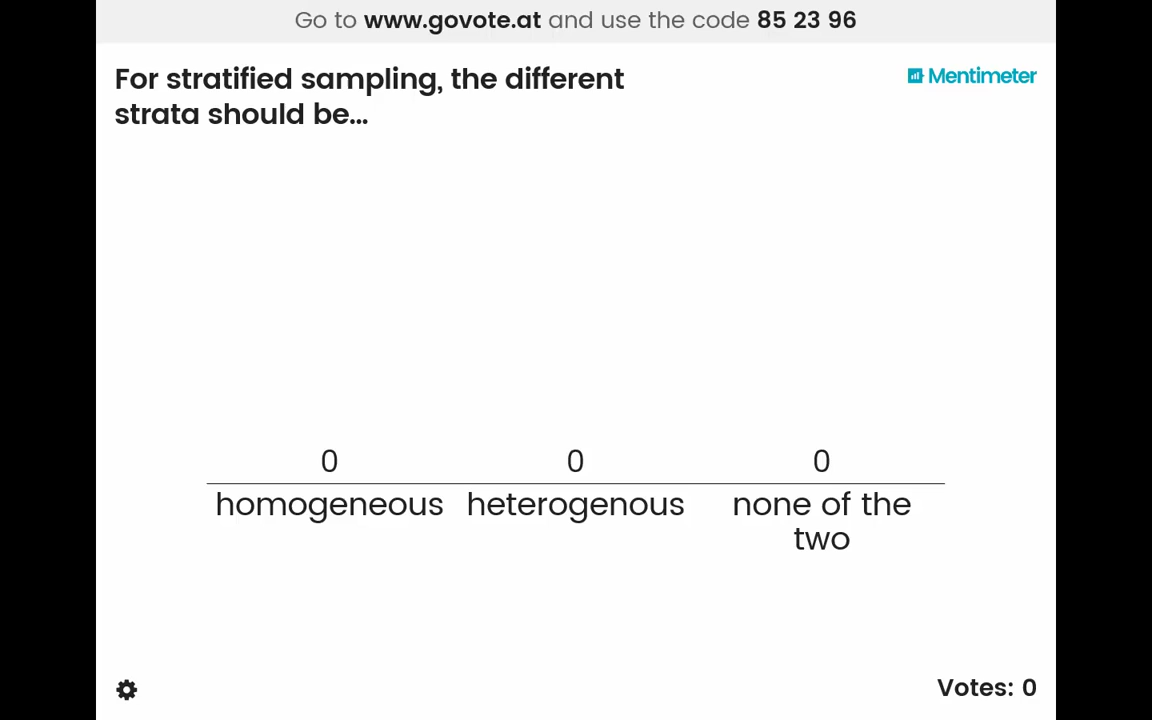 Go to www.govote.at and use the code 85 23 96
For stratified sampling, the different
strata should be...
Mentimeter
0
0
0
homogeneous
heterogenous
none of the
two
Votes: 0